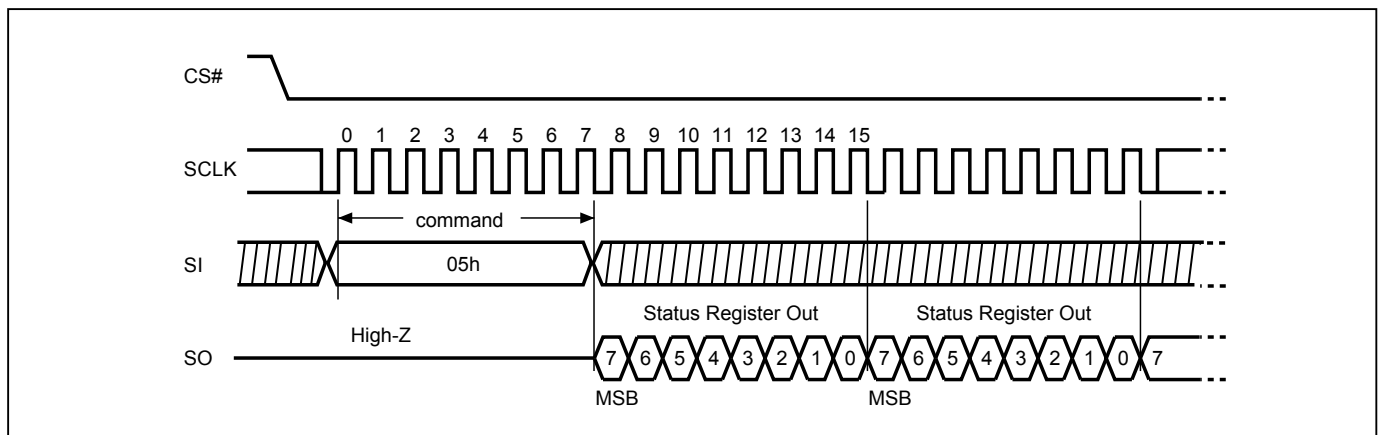 CS#
0 1 2 3 4 5 6 7 8 9 10 11 12 13 14 15
SCLK
command
SI
05h
Status Register Out Status Register Out
High-Z
SO
7 6 5 4 3 2 1 0 7 6 5 4 3 2 1 0 7
MSB MSB